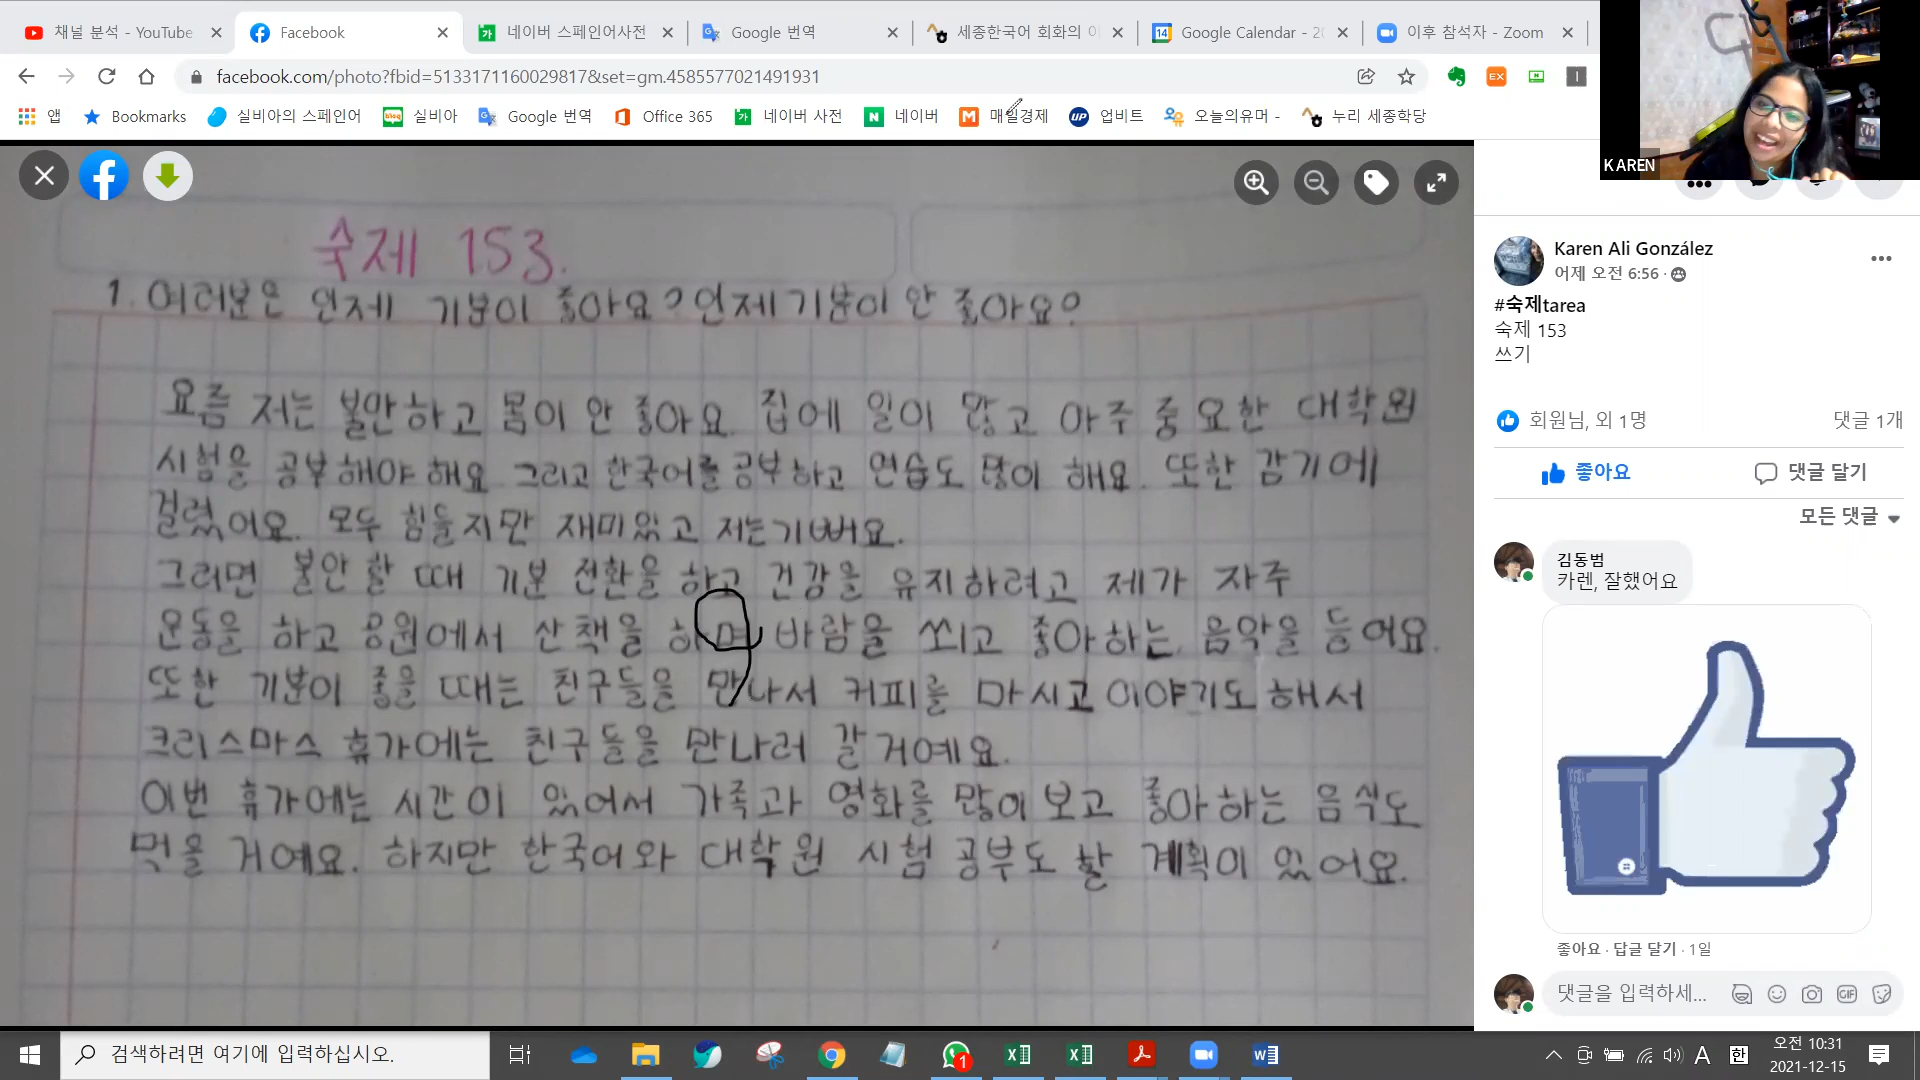 채널 분석 - YouTube
Facebook
네이버 스페인어사전
Google 번역
세종한국어 회화의 이
14
Google Calendar - 20
이후 참석자 - Zoom
facebook.com/photo?fbid=5133171160029817&set=gm.4585577021491931
EX
앱
Bookmarks
실비아의 스페인어
blog
실비아
Google 번역
Office 365
네이버 사전
N
네이버
M
매일경제
UP
업비트
오늘의유머 -
누리 세종학당
KAREN
숙제 153.
1. 여러분은 언제 기분이 좋아요? 언제 기분이 안 좋아요?
요즘 저는 불안하고 몸이 안 좋아요. 집에 일이 많고 아주 중요한 대학원
시험을 공부해야 해요 그리고 한국어를 공부하고 연습도 많이 해요. 또한 감기에
걸렸어요. 모두 힘들지만 재미있고 저는 기뻐요.
그러면 불안 할 때 기분 전환을 하고 건강을 유지하려고 제가 자주
운동을 하고 공원에서 산책을 하며 바람을 쐬고 좋아하는 음악을 들어요.
또한 기분이 좋을 때는 친구들을 만나서 커피를 마시고 이야기도 해서
크리스마스 휴가에는 친구들을 만나러 갈 거예요.
이번 휴가에는 시간이 있어서 가족과 영화를 많이 보고 좋아하는 음식도
먹을 거예요. 하지만 한국어와 대학원 시험 공부도 할 계획이 있어요.
Karen Ali González
어제 오전 6:56
#숙제tarea
숙제 153
쓰기
회원님, 외 1명
댓글 1개
좋아요
댓글 달기
모든 댓글
김동범
카렌, 잘했어요
좋아요 · 답글 달기 · 1일
댓글을 입력하세...
GIF
검색하려면 여기에 입력하십시오.
1
A
한
오전 10:31
2021-12-15